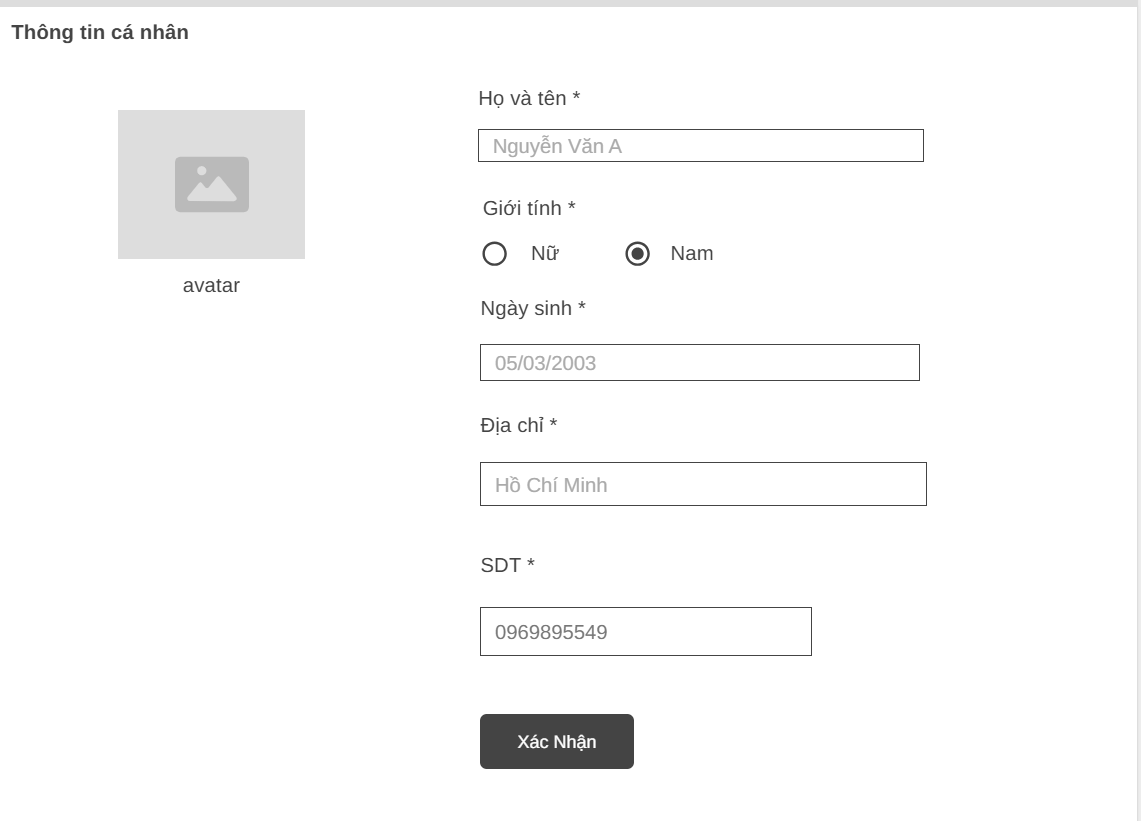 Thông tin cá nhân
avatar
Họ và tên *
Nguyễn Văn A
Giới tính *
Nữ Nam
Ngày sinh *
05/03/2003
Địa chỉ *
Hồ Chí Minh
SDT *
0969895549
Xác Nhận